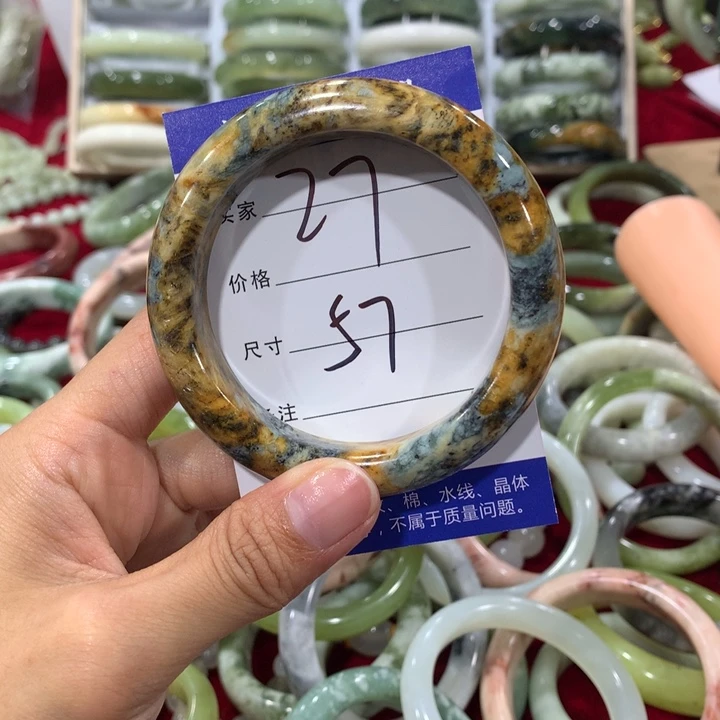 27
买家
价格
57
尺寸
注
、棉、水线、晶体
,不属于质量问题。